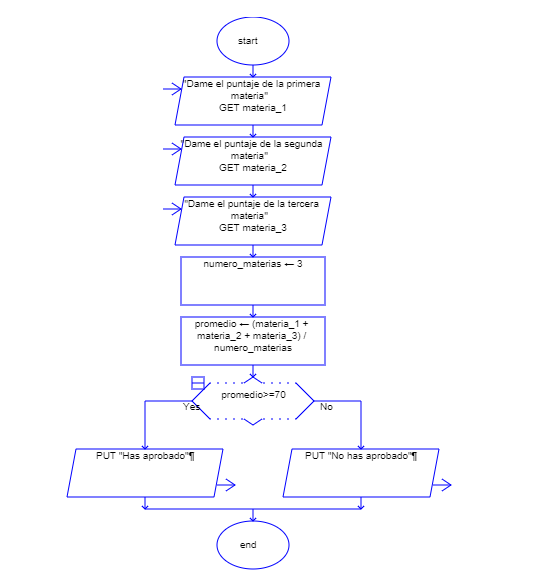 start
"Dame el puntaje de la primera
materia"
GET materia_1
"Dame el puntaje de la segunda
materia"
GET materia_2
"Dame el puntaje de la tercera
materia"
GET materia_3
numero_materias ← 3
promedio ← (materia_1 +
materia_2 + materia_3) /
numero_materias
promedio>=70
Yes
No
PUT "Has aprobado"¶
PUT "No has aprobado"¶
end